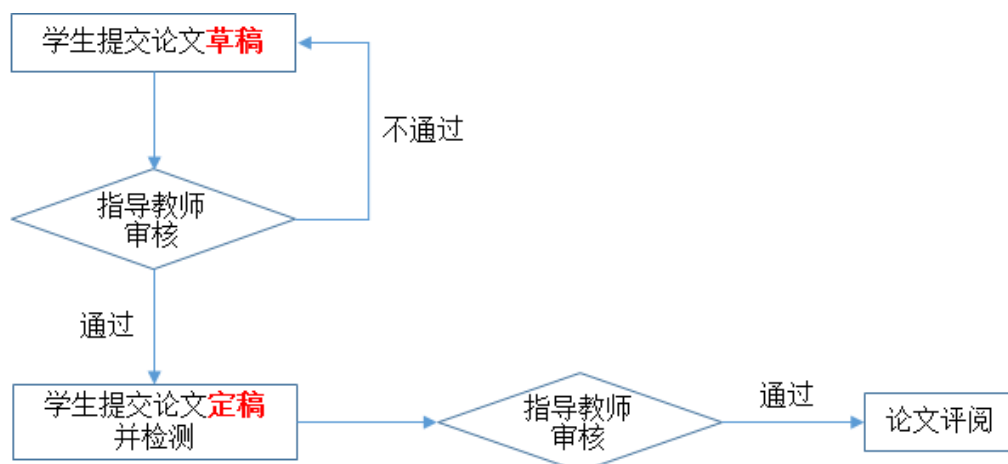 学生提交论文草稿
不通过
指导教师
审核
通过
学生提交论文定稿
并检测
指导教师
审核
通过
论文评阅